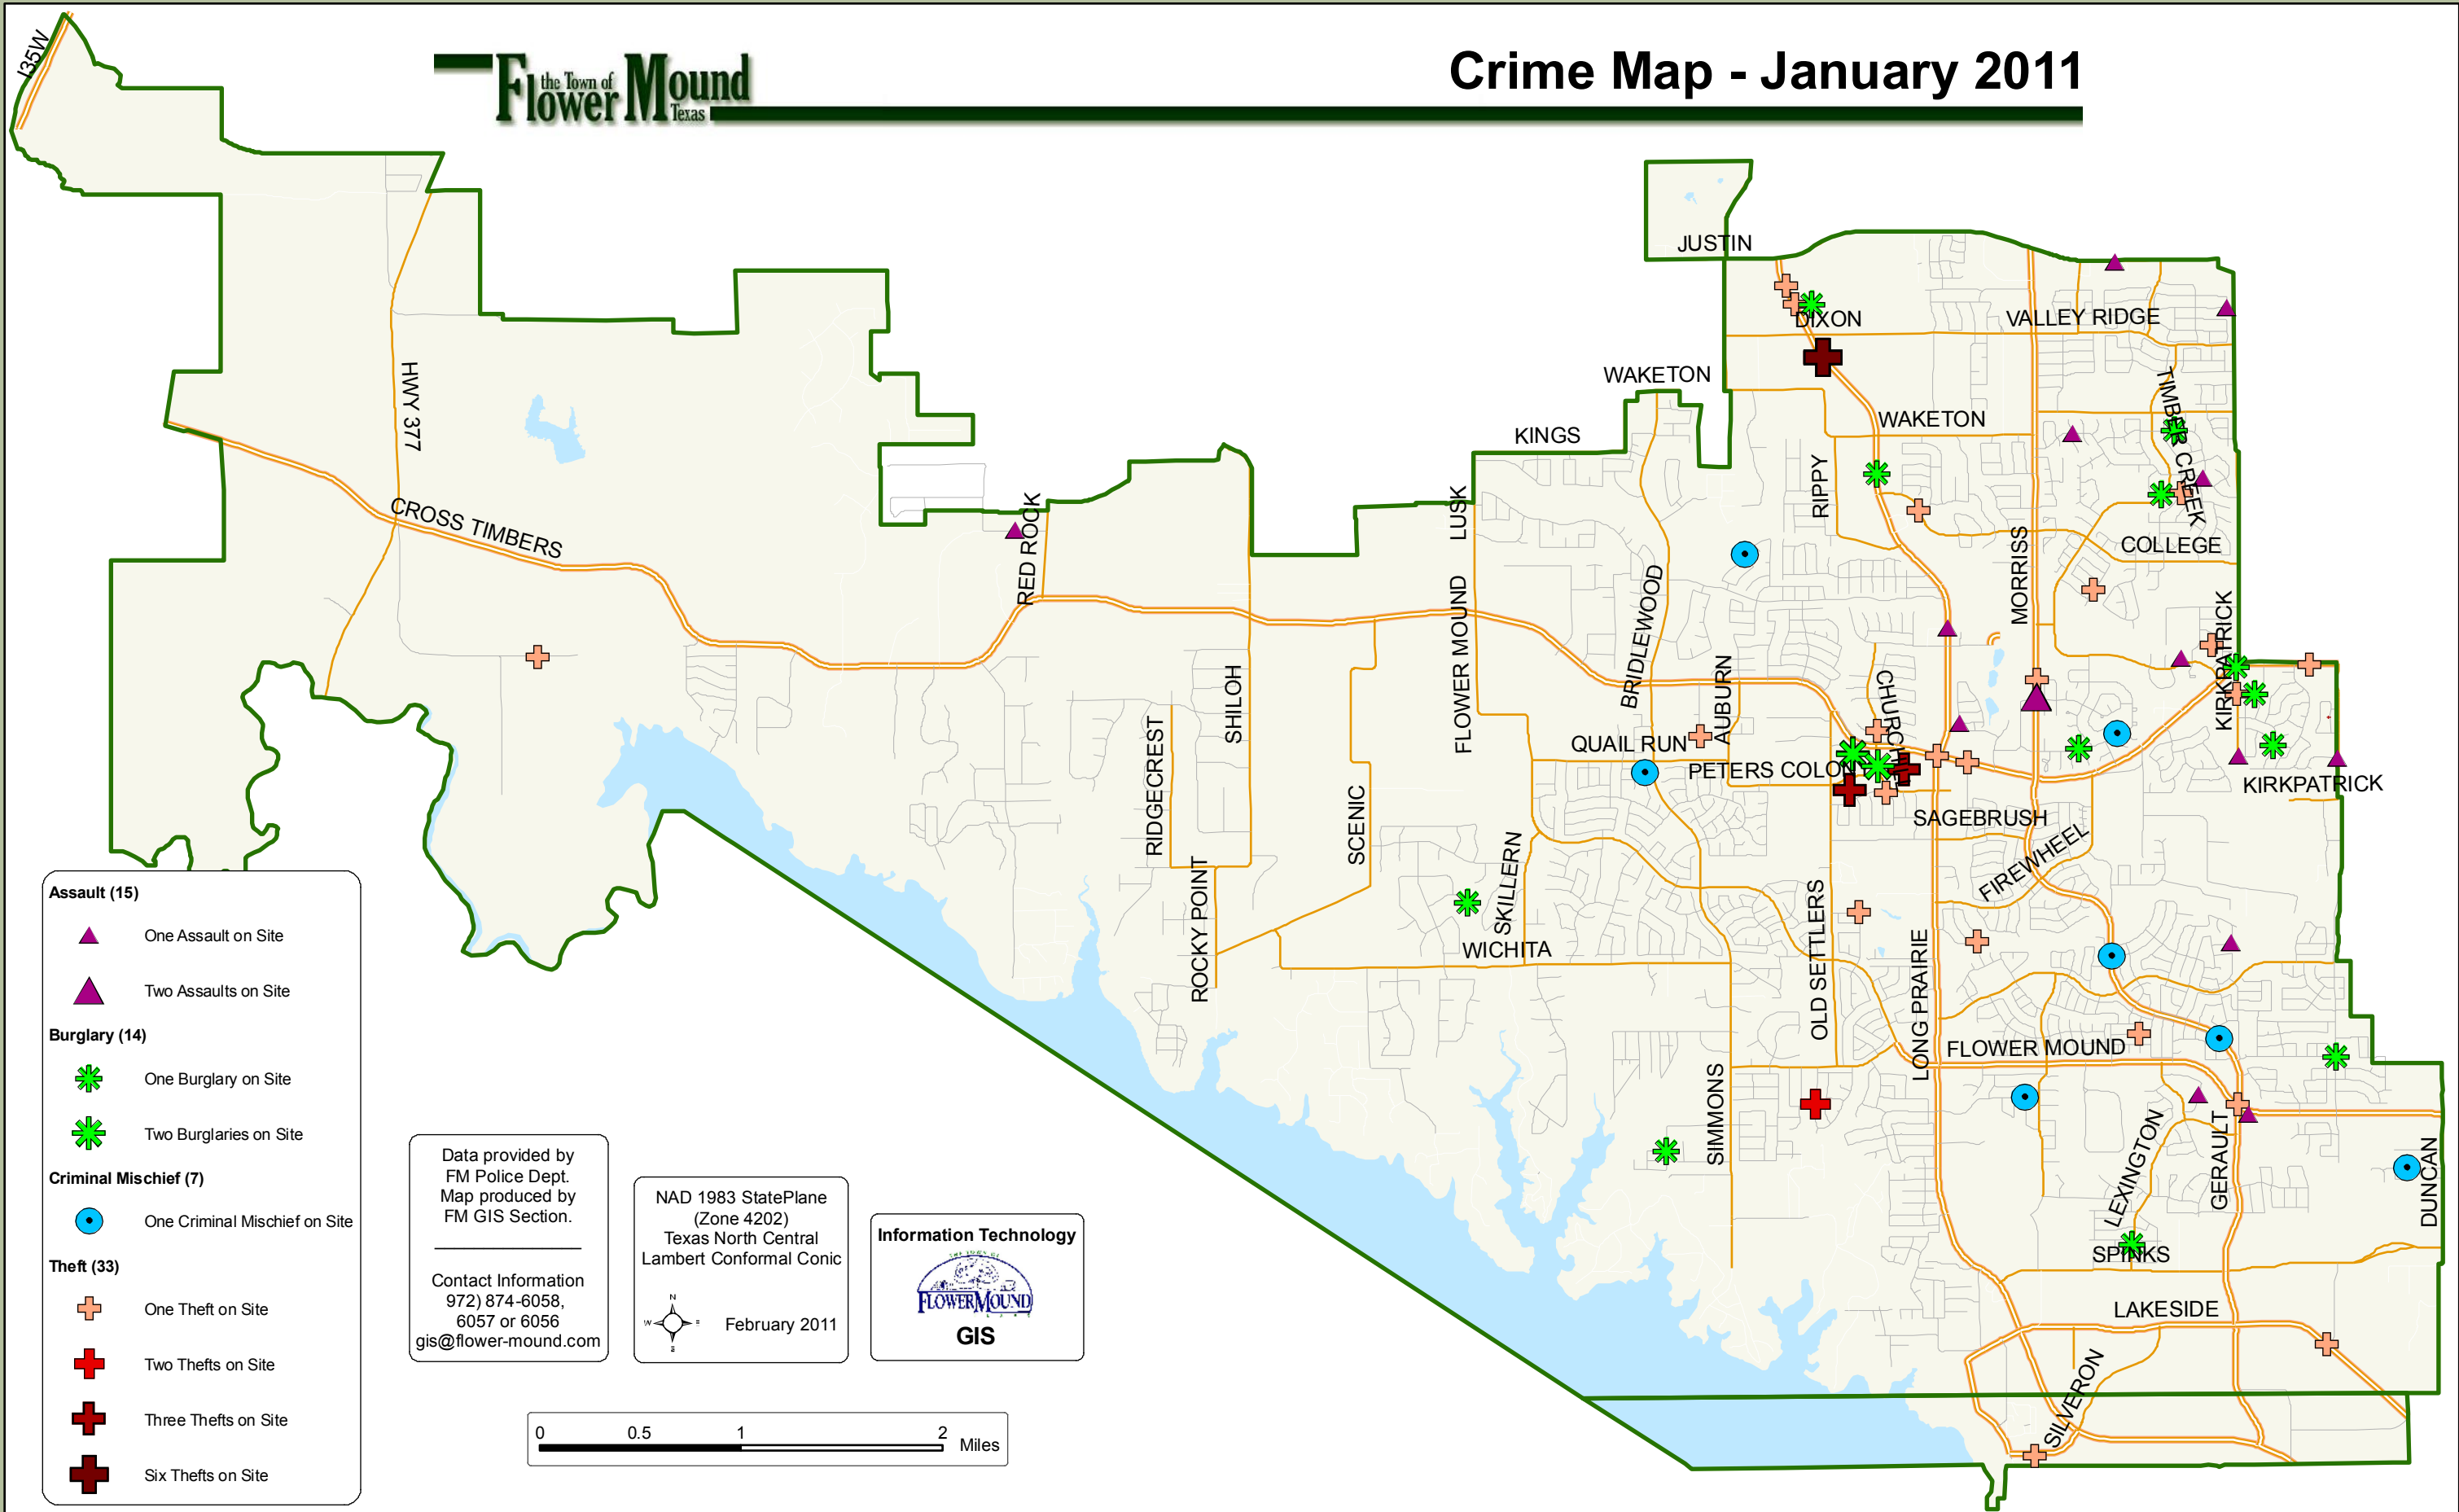 Crime Map - January 2011
the Town of
Flower Mound
Texas
I35W
JUSTIN
DIXON
VALLEY RIDGE
WAKETON
HWY 377
TIMBER CREEK
WAKETON
KINGS
RIPPY
LUSK
RED ROCK
CROSS TIMBERS
COLLEGE
MORRISS
BRIDLEWOOD
FLOWER MOUND
KIRKPATRICK
AUBURN
CHURCH
SHILOH
RIDGECREST
QUAIL RUN
PETERS COLONY
KIRKPATRICK
SCENIC
SAGEBRUSH
FIREWHEEL
SKILLERN
ROCKY POINT
OLD SETTLERS
WICHITA
LONG PRAIRIE
FLOWER MOUND
SIMMONS
LEXINGTON
GERAULT
DUNCAN
SPINKS
LAKESIDE
SILVERON
Assault (15)
One Assault on Site
Two Assaults on Site
Burglary (14)
One Burglary on Site
Two Burglaries on Site
Criminal Mischief (7)
One Criminal Mischief on Site
Theft (33)
One Theft on Site
Two Thefts on Site
Three Thefts on Site
Six Thefts on Site
Data provided by
FM Police Dept.
Map produced by
FM GIS Section.
Contact Information
972) 874-6058,
6057 or 6056
gis@flower-mound.com
NAD 1983 StatePlane
(Zone 4202)
Texas North Central
Lambert Conformal Conic
N
W E
S
February 2011
Information Technology
FLOWER MOUND
GIS
0 0.5 1 2
Miles